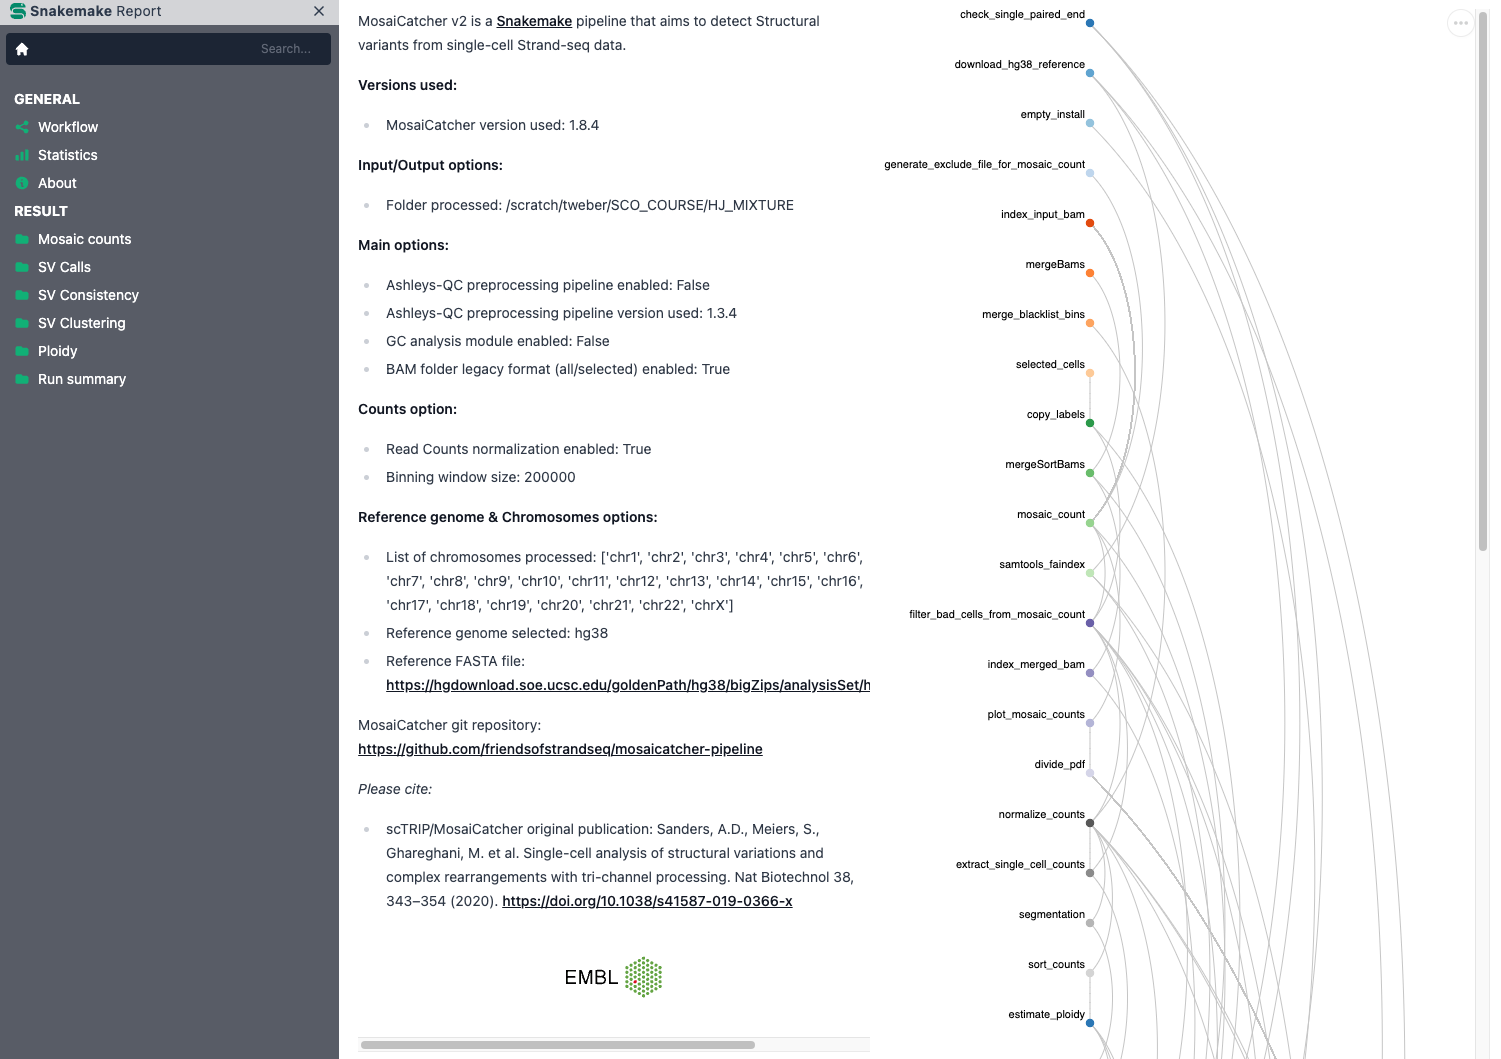 Snakemake Report
Search...
GENERAL
Workflow
Statistics
About
RESULT
Mosaic counts
SV Calls
SV Consistency
SV Clustering
Ploidy
Run summary
MosaiCatcher v2 is a Snakemake pipeline that aims to detect Structural
variants from single-cell Strand-seq data.
Versions used:
MosaiCatcher version used: 1.8.4
Input/Output options:
Folder processed: /scratch/tweber/SCO_COURSE/HJ_MIXTURE
Main options:
Ashleys-QC preprocessing pipeline enabled: False
Ashleys-QC preprocessing pipeline version used: 1.3.4
GC analysis module enabled: False
BAM folder legacy format (all/selected) enabled: True
Counts option:
Read Counts normalization enabled: True
Binning window size: 200000
Reference genome & Chromosomes options:
List of chromosomes processed: ['chr1', 'chr2', 'chr3', 'chr4', 'chr5', 'chr6',
'chr7', 'chr8', 'chr9', 'chr10', 'chr11', 'chr12', 'chr13', 'chr14', 'chr15', 'chr16',
'chr17', 'chr18', 'chr19', 'chr20', 'chr21', 'chr22', 'chrX']
Reference genome selected: hg38
Reference FASTA file:
https://hgdownload.soe.ucsc.edu/goldenPath/hg38/bigZips/analysisSet/h
MosaiCatcher git repository:
https://github.com/friendsofstrandseq/mosaicatcher-pipeline
Please cite:
scTRIP/MosaiCatcher original publication: Sanders, A.D., Meiers, S.,
Ghareghani, M. et al. Single-cell analysis of structural variations and
complex rearrangements with tri-channel processing. Nat Biotechnol 38,
343–354 (2020). https://doi.org/10.1038/s41587-019-0366-x
EMBL
check_single_paired_end
download_hg38_reference
empty_install
generate_exclude_file_for_mosaic_count
index_input_bam
mergeBams
merge_blacklist_bins
selected_cells
copy_labels
mergeSortBams
mosaic_count
samtools_faindex
filter_bad_cells_from_mosaic_count
index_merged_bam
plot_mosaic_counts
divide_pdf
normalize_counts
extract_single_cell_counts
segmentation
sort_counts
estimate_ploidy